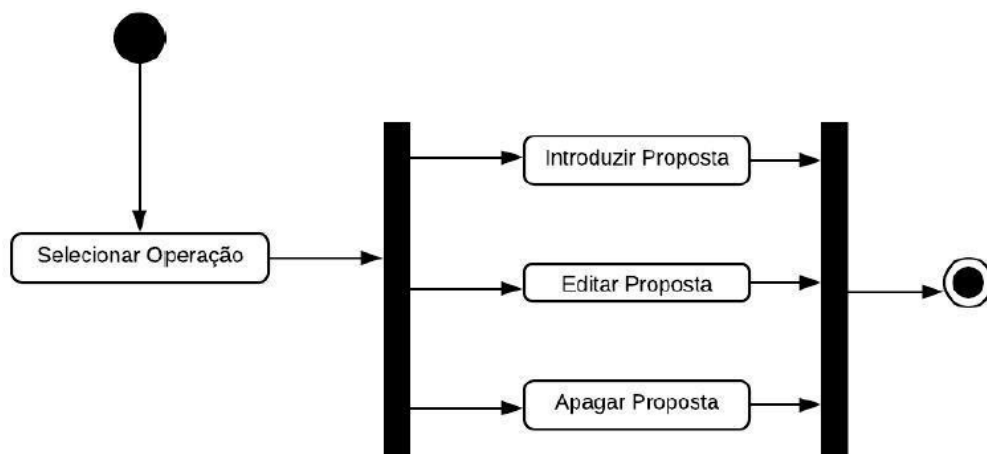 Introduzir Proposta
Selecionar Operação
Editar Proposta
Apagar Proposta